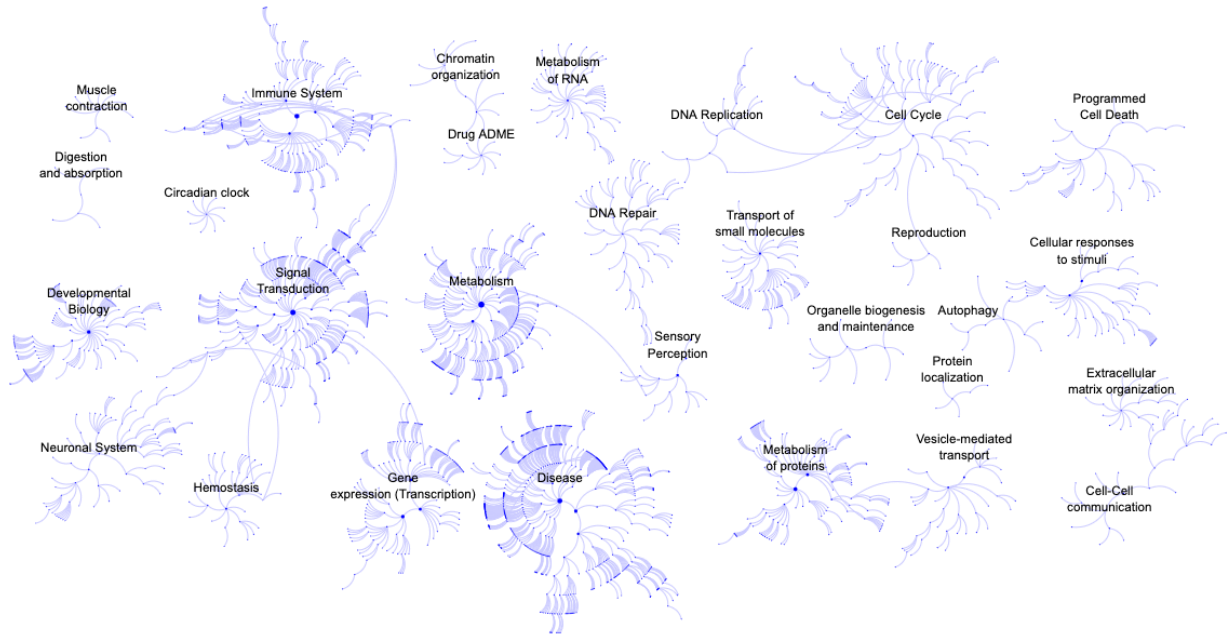 Chromatin
organization
Metabolism
of RNA
Muscle
contraction
Immune System
DNA Replication
Cell Cycle
Programmed
Cell Death
Drug ADME
Digestion
and absorption
Circadian clock
DNA Repair
Transport of
small molecules
Reproduction
Cellular responses
to stimuli
Signal
Transduction
Metabolism
Developmental
Biology
Organelle biogenesis
and maintenance
Autophagy
Sensory
Perception
Protein
localization
Extracellular
matrix organization
Neuronal System
Hemostasis
Gene
expression (Transcription)
Disease
Metabolism
of proteins
Vesicle-mediated
transport
Cell-Cell
communication